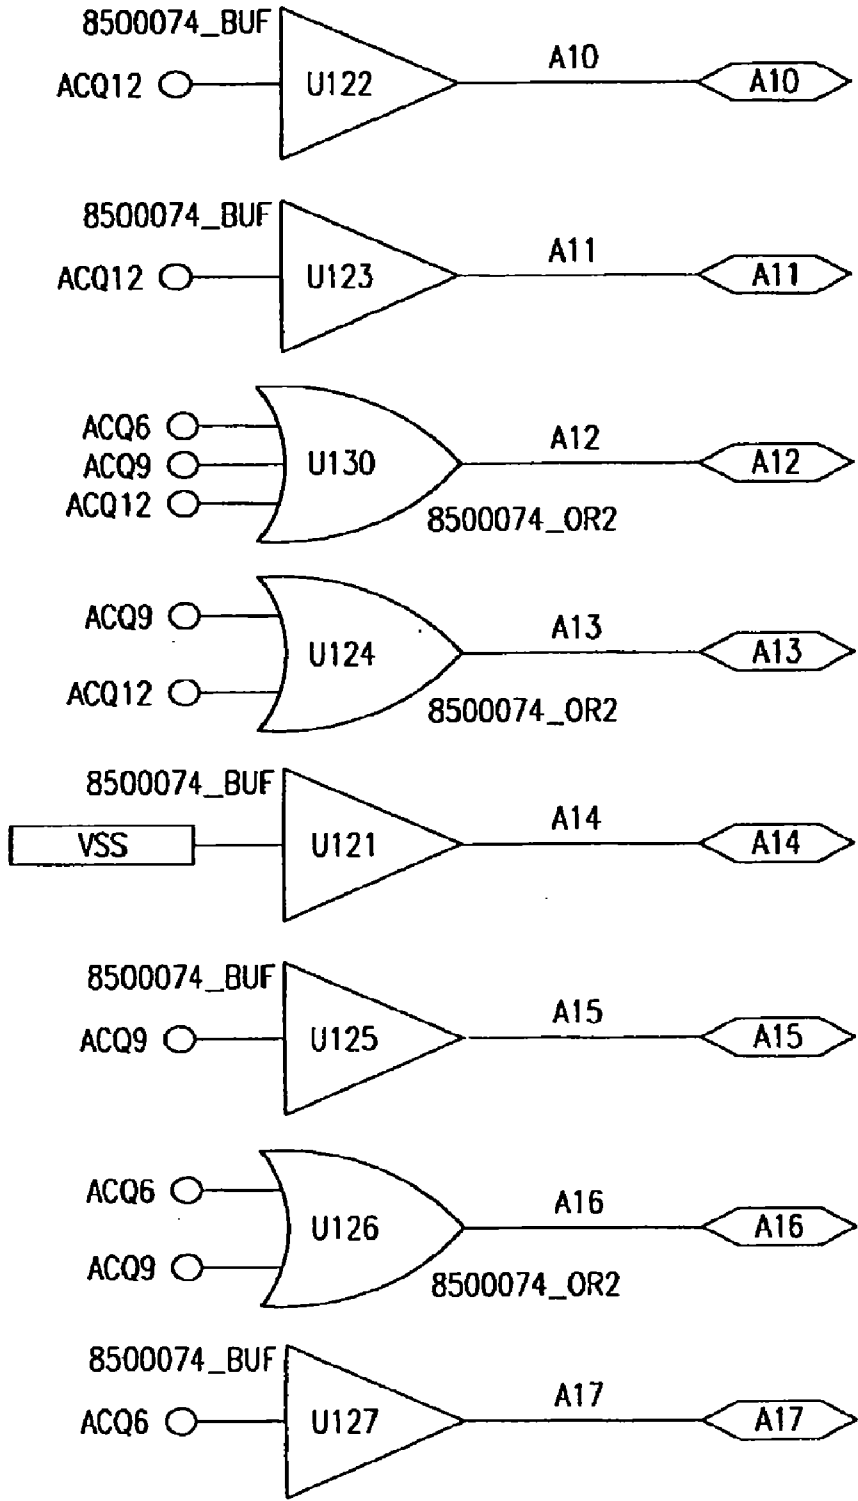 8500074_BUF
ACQ12 U122 A10 A10
8500074_BUF
ACQ12 U123 A11 A11
ACQ6
ACQ9 U130 A12 A12
ACQ12
8500074_OR2
ACQ9
U124 A13 A13
ACQ12
8500074_OR2
8500074_BUF
VSS U121 A14 A14
8500074_BUF
ACQ9 U125 A15 A15
ACQ6
U126 A16 A16
ACQ9
8500074_OR2
8500074_BUF
ACQ6 U127 A17 A17